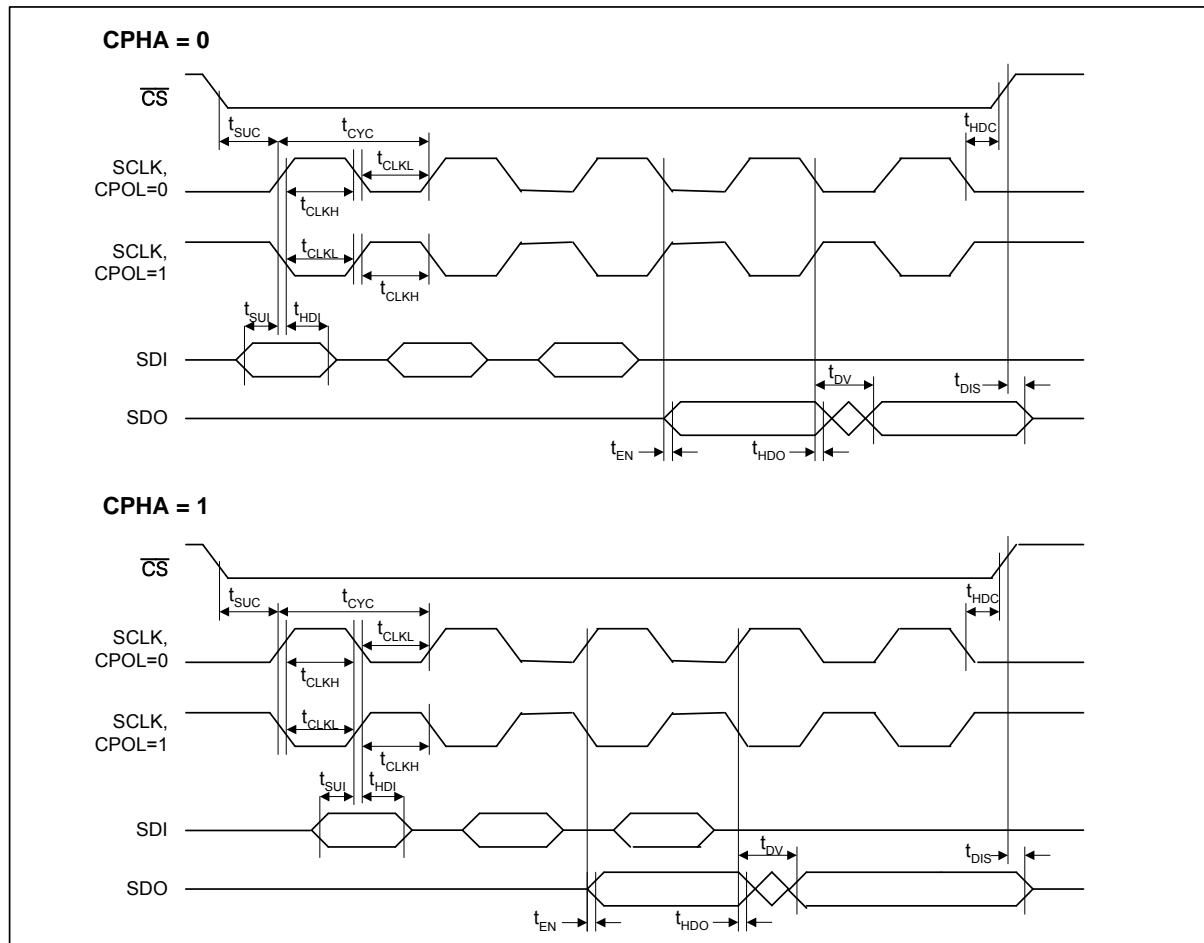 CPHA = 0
CS
tSUC
tCYC
tHDC
SCLK,
CPOL=0
tCLKL
tCLKH
SCLK,
CPOL=1
tCLKL
tCLKH
tSUI
tHDI
SDI
tDV
tDIS
SDO
tEN
tHDO
CPHA = 1
CS
tSUC
tCYC
tHDC
SCLK,
CPOL=0
tCLKL
tCLKH
SCLK,
CPOL=1
tCLKL
tCLKH
tSUI
tHDI
SDI
tDV
tDIS
SDO
tEN
tHDO